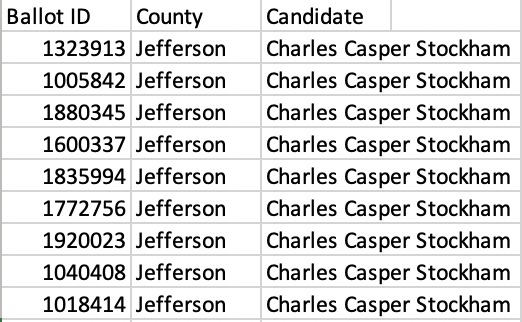 Ballot ID County Candidate
1323913 Jefferson Charles Casper Stockham
1005842 Jefferson Charles Casper Stockham
1880345 Jefferson Charles Casper Stockham
1600337 Jefferson Charles Casper Stockham
1835994 Jefferson Charles Casper Stockham
1772756 Jefferson Charles Casper Stockham
1920023 Jefferson Charles Casper Stockham
1040408 Jefferson Charles Casper Stockham
1018414 Jefferson Charles Casper Stockham